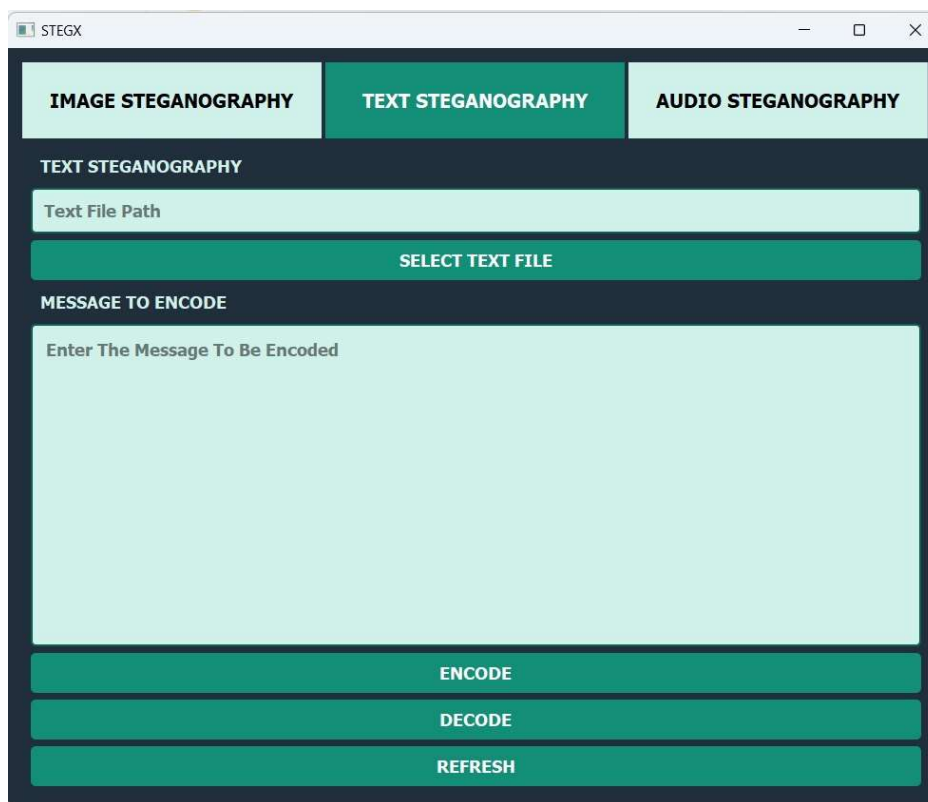 STEGX
IMAGE STEGANOGRAPHY TEXT STEGANOGRAPHY AUDIO STEGANOGRAPHY
TEXT STEGANOGRAPHY
Text File Path
SELECT TEXT FILE
MESSAGE TO ENCODE
Enter The Message To Be Encoded
ENCODE
DECODE
REFRESH